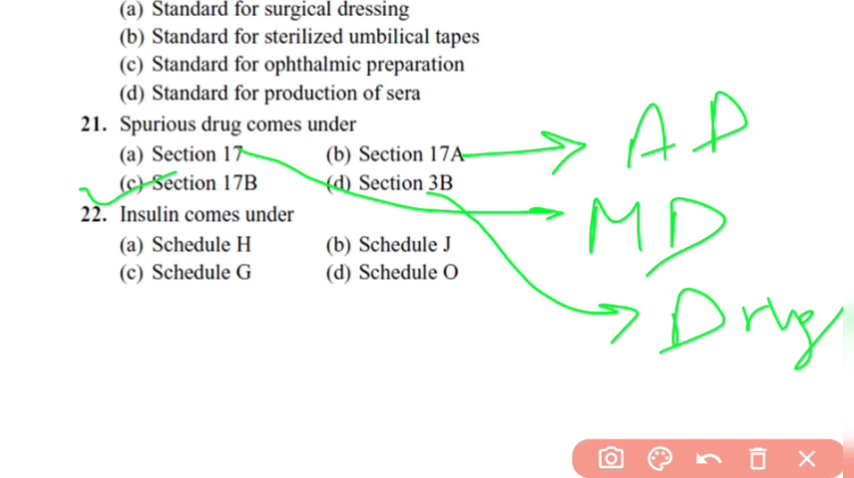 (a) Standard for surgical dressing
(b) Standard for sterilized umbilical tapes
(c) Standard for ophthalmic preparation
(d) Standard for production of sera
21. Spurious drug comes under
(a) Section 17 (b) Section 17A
(c) Section 17B (d) Section 3B
22. Insulin comes under
(a) Schedule H (b) Schedule J
(c) Schedule G (d) Schedule O
AD
MD
Drug